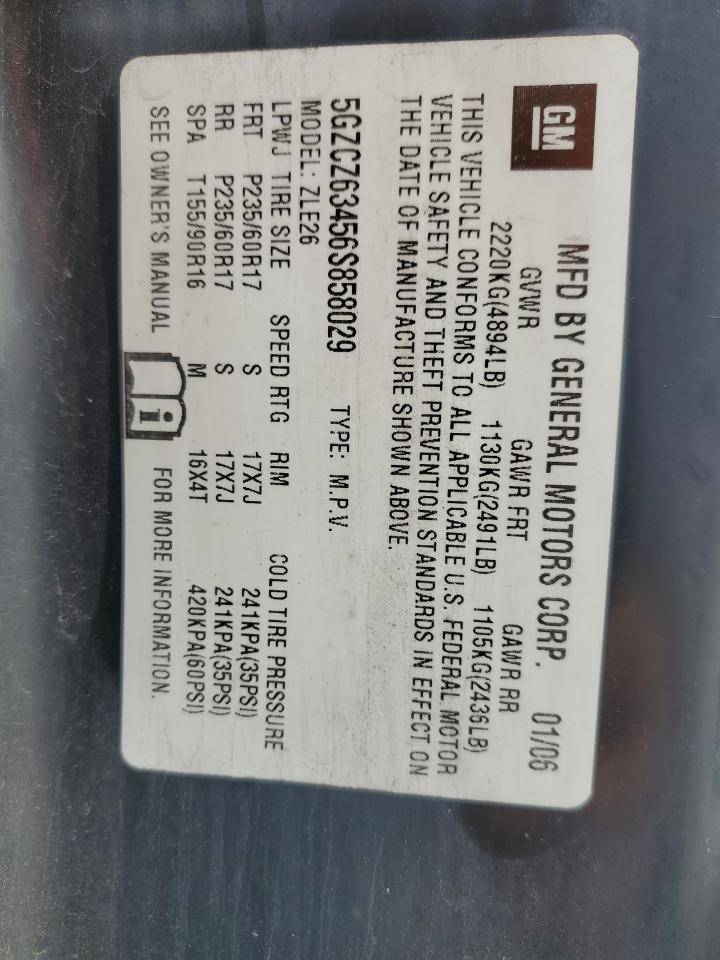 GM
MFD BY GENERAL MOTORS CORP. 01/06
GVWR GAWR FRT GAWR RR
2220KG(4894LB) 1130KG(2491LB) 1105KG(2436LB)
THIS VEHICLE CONFORMS TO ALL APPLICABLE U.S. FEDERAL MOTOR
VEHICLE SAFETY AND THEFT PREVENTION STANDARDS IN EFFECT ON
THE DATE OF MANUFACTURE SHOWN ABOVE.
5GZCZ63456S858029 TYPE: M.P.V.
MODEL: ZLE26
LPWJ TIRE SIZE SPEED RTG RIM COLD TIRE PRESSURE
FRT P235/60R17 S 17X7J 241KPA(35PSI)
RR P235/60R17 S 17X7J 241KPA(35PSI)
SPA T155/90R16 M 16X4T 420KPA(60PSI)
SEE OWNER'S MANUAL i FOR MORE INFORMATION.